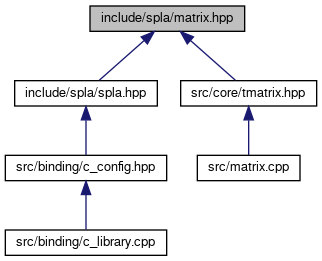 include/spla/matrix.hpp
include/spla/spla.hpp
src/core/tmatrix.hpp
src/binding/c_config.hpp
src/matrix.cpp
src/binding/c_library.cpp